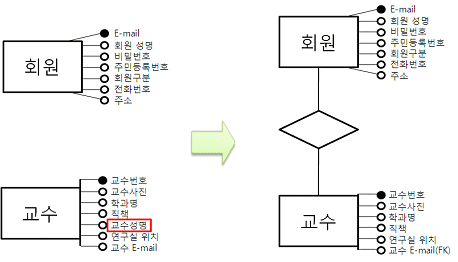 E-mail
회원 성명
비밀번호
주민등록번호
회원구분
전화번호
주소
회원
교수번호
교수사진
학과명
직책
교수성명
연구실 위치
교수 E-mail
교수
E-mail
회원 성명
비밀번호
주민등록번호
회원구분
전화번호
주소
회원
교수번호
교수사진
학과명
직책
연구실 위치
교수 E-mail(FK)
교수